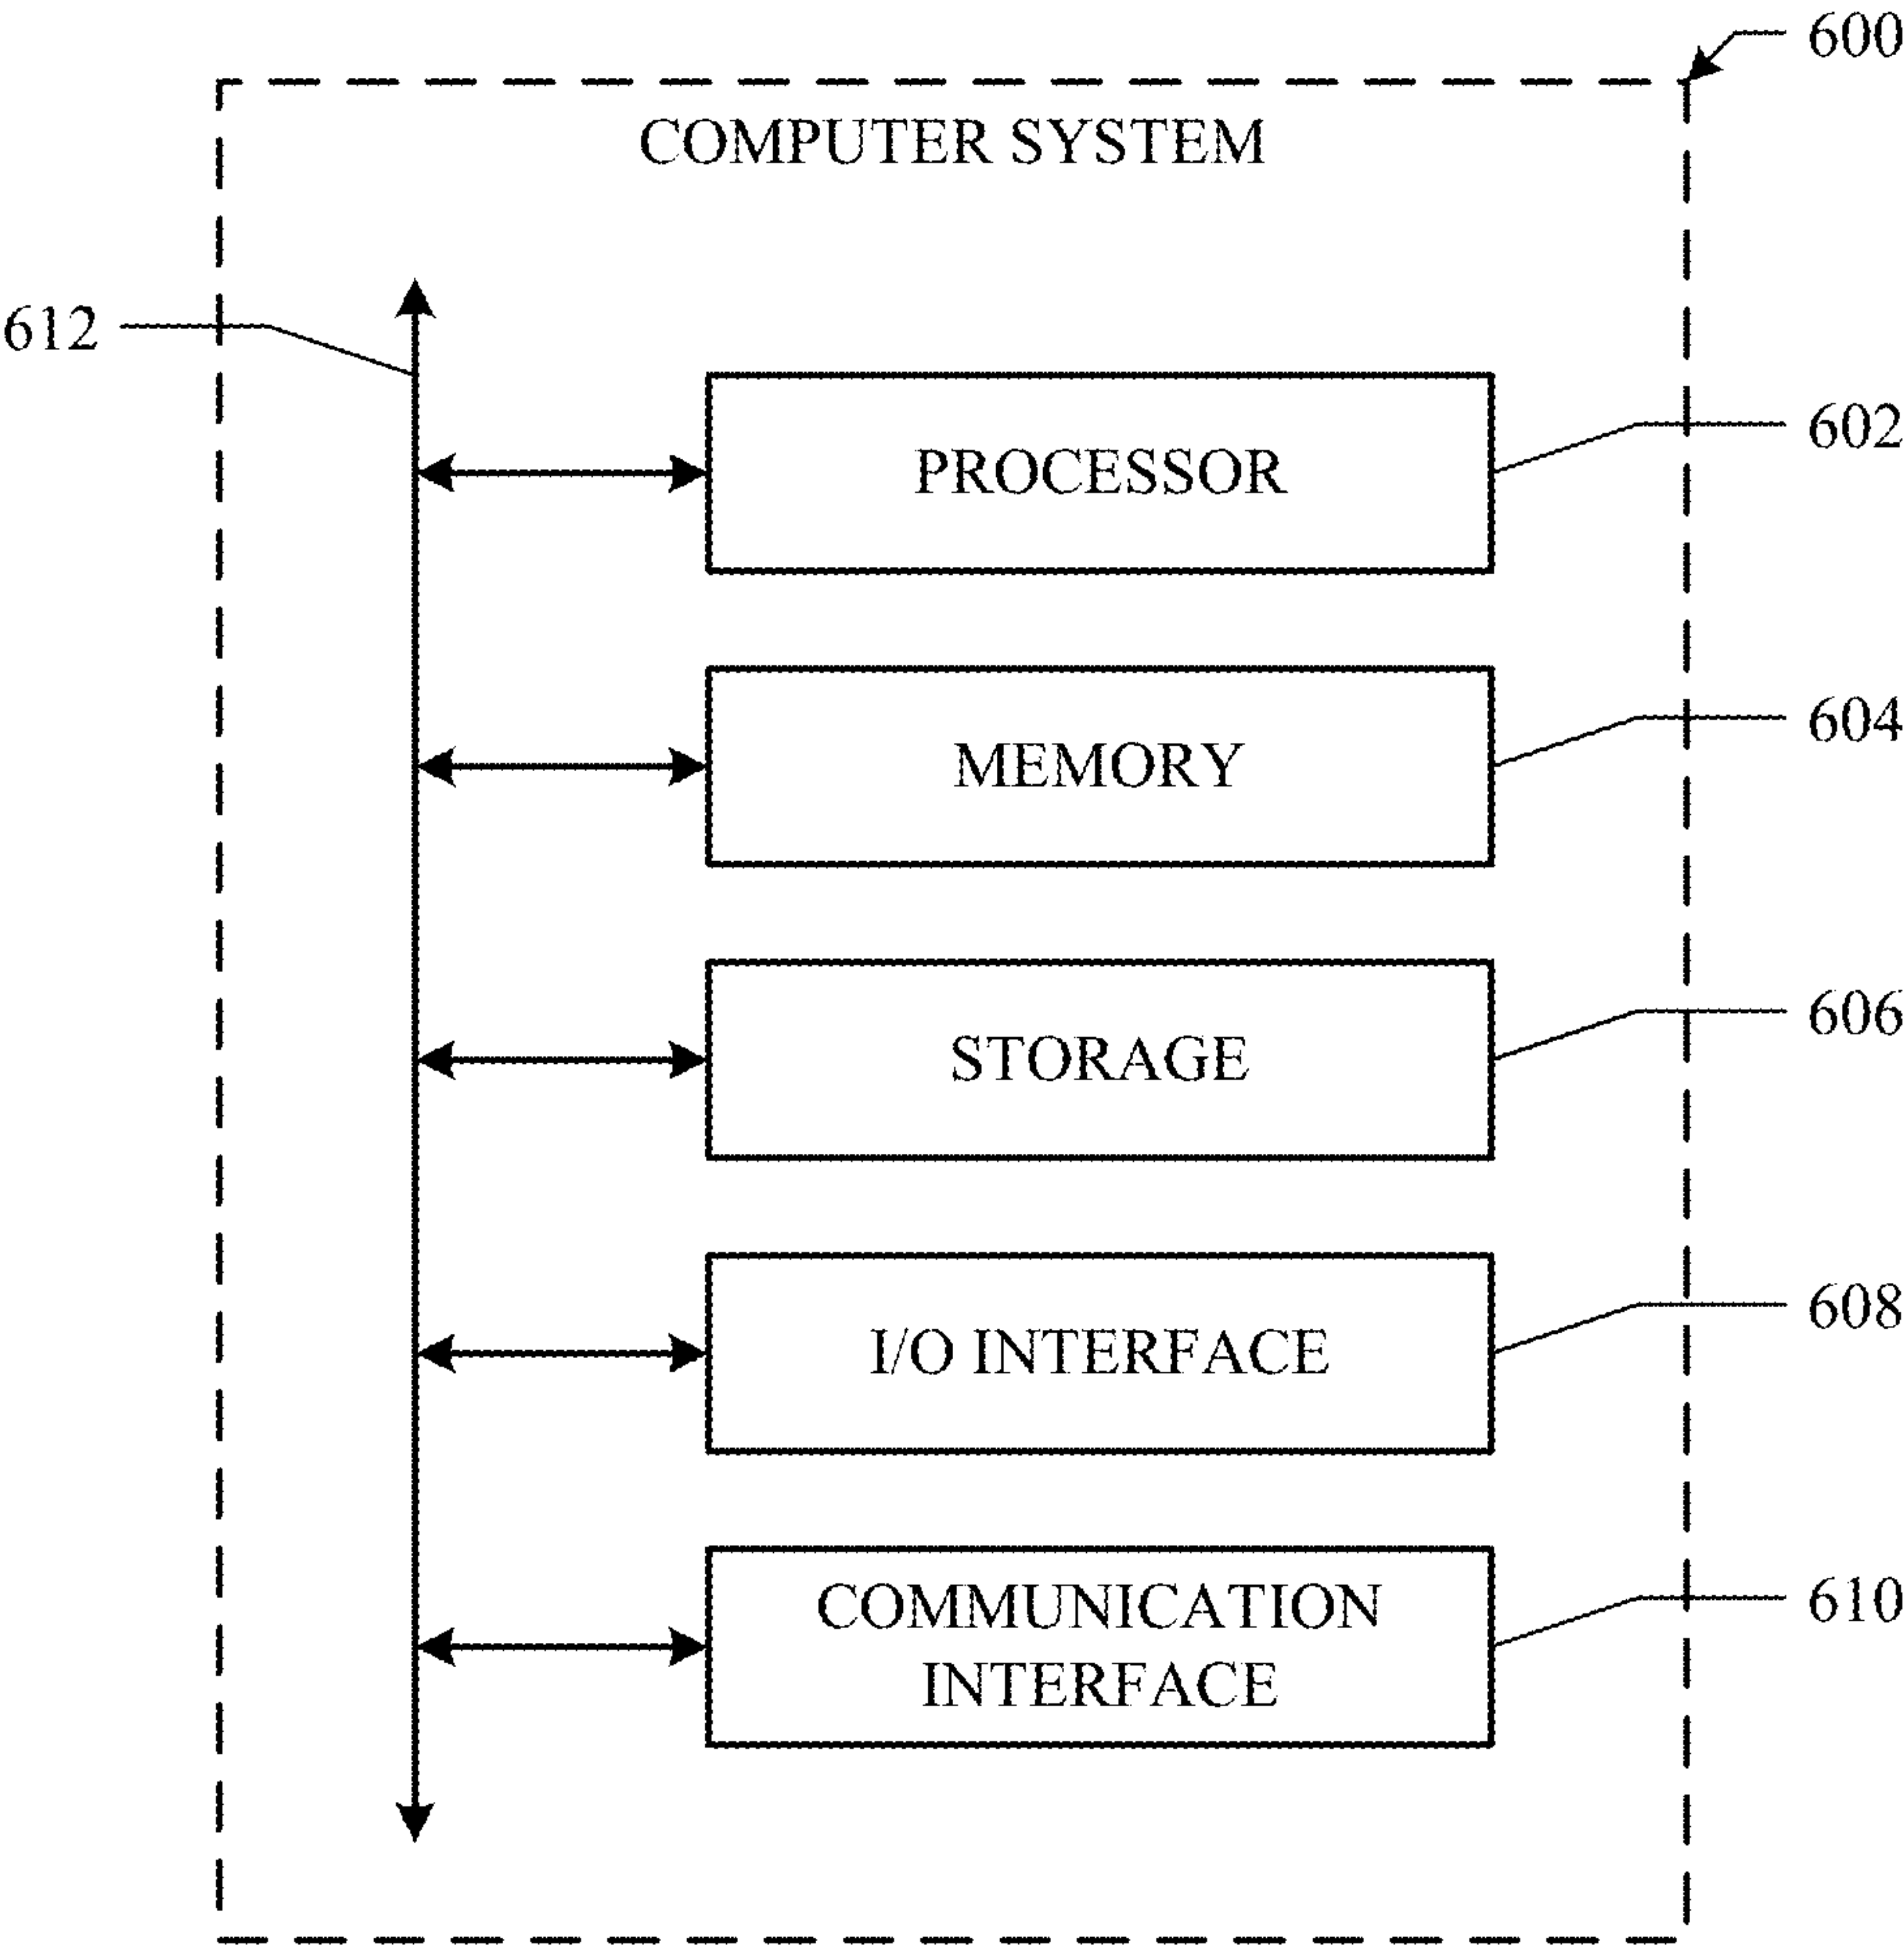 600
COMPUTER SYSTEM
612
PROCESSOR
602
MEMORY
604
STORAGE
606
I/O INTERFACE
608
COMMUNICATION
INTERFACE
610